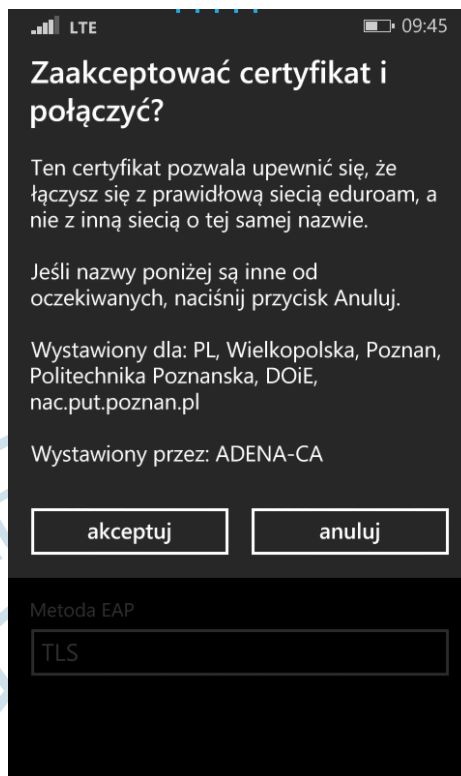 LTE 09:45
Zaakceptować certyfikat i
połączyć?
Ten certyfikat pozwala upewnić się, że
łączysz się z prawidłową siecią eduroam, a
nie z inną siecią o tej samej nazwie.
Jeśli nazwy poniżej są inne od
oczekiwanych, naciśnij przycisk Anuluj.
Wystawiony dla: PL, Wielkopolska, Poznan,
Politechnika Poznanska, DOiE,
nac.put.poznan.pl
Wystawiony przez: ADENA-CA
akceptuj anuluj
Metoda EAP
TLS